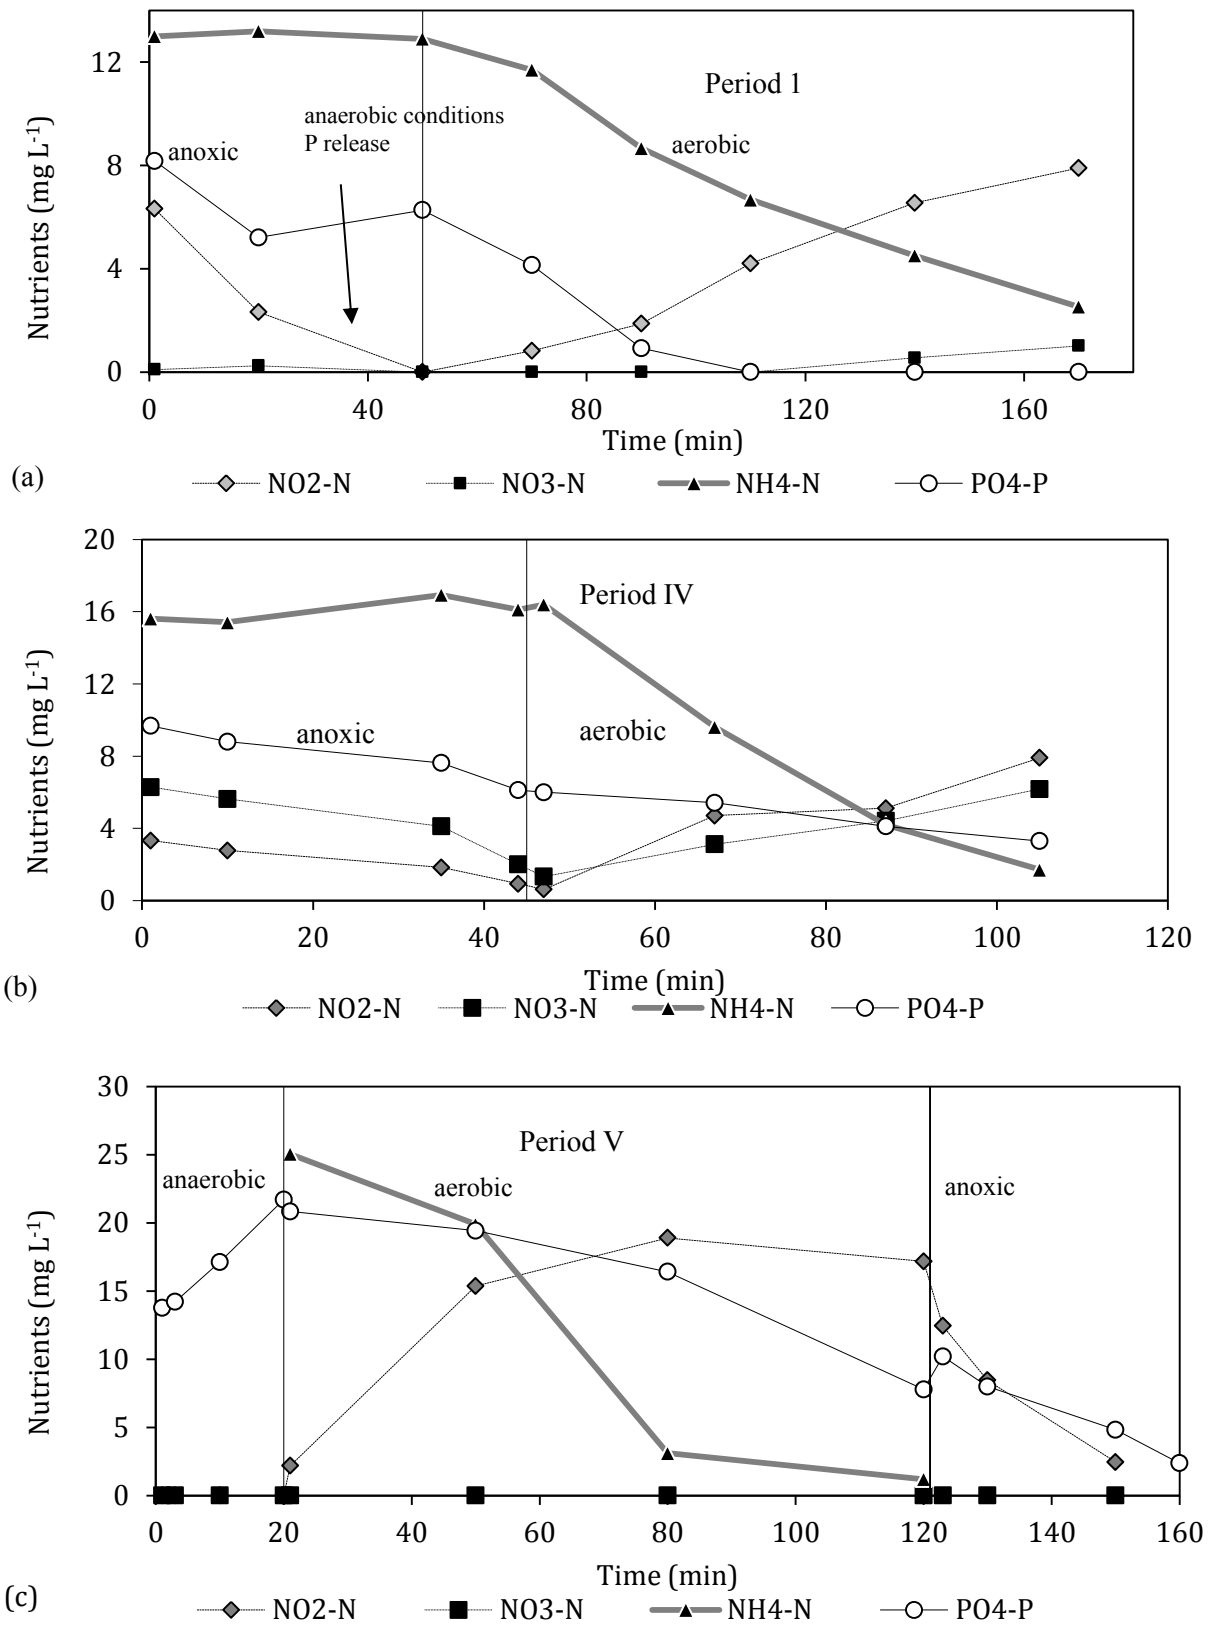 Nutrients (mg L-1)
12
8
4
0
Period 1
anaerobic conditions
P release
anoxic
aerobic
0 40 80 120 160
Time (min)
(a)
NO2-N NO3-N NH4-N PO4-P
Nutrients (mg L-1)
20
16
12
8
4
0
Period IV
anoxic
aerobic
0 20 40 60 80 100 120
Time (min)
(b)
NO2-N NO3-N NH4-N PO4-P
Nutrients (mg L-1)
30
25
20
15
10
5
0
Period V
anaerobic
aerobic
anoxic
0 20 40 60 80 100 120 140 160
Time (min)
(c)
NO2-N NO3-N NH4-N PO4-P